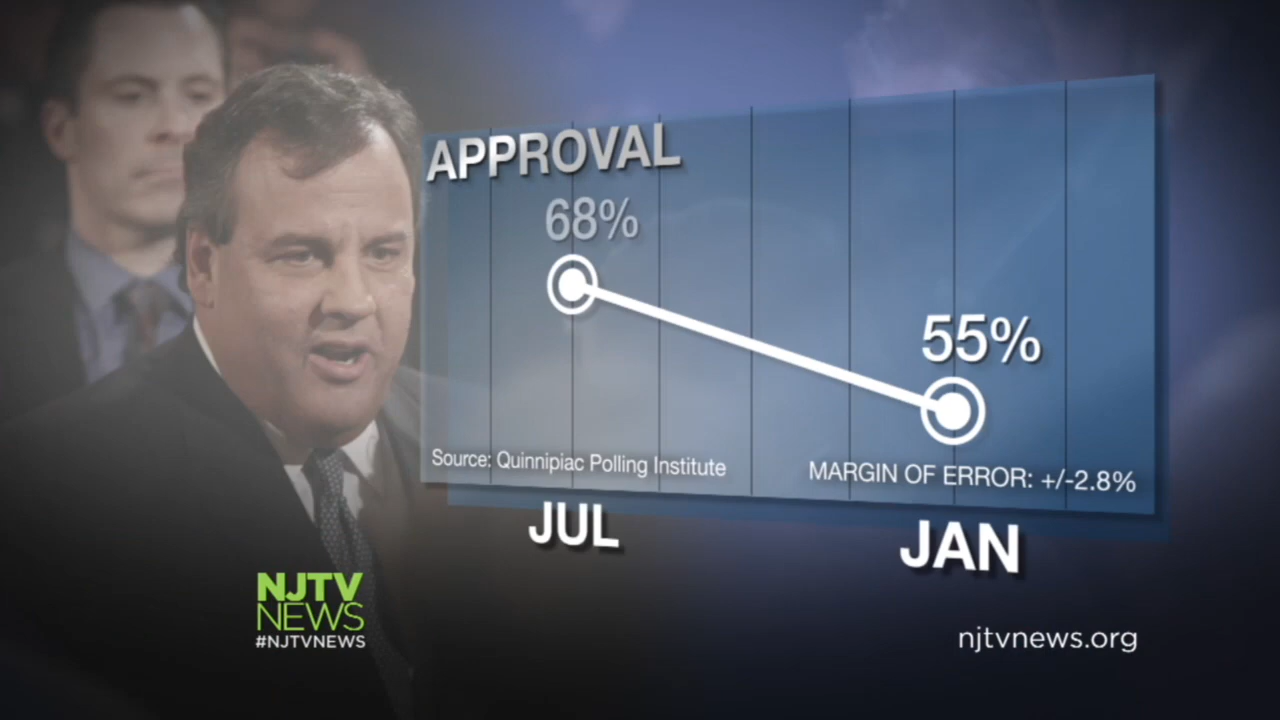 APPROVAL
68%
55%
Source: Quinnipiac Polling Institute
MARGIN OF ERROR: +/-2.8%
JUL
JAN
NJTV
NEWS
#NJTVNEWS
njtvnews.org